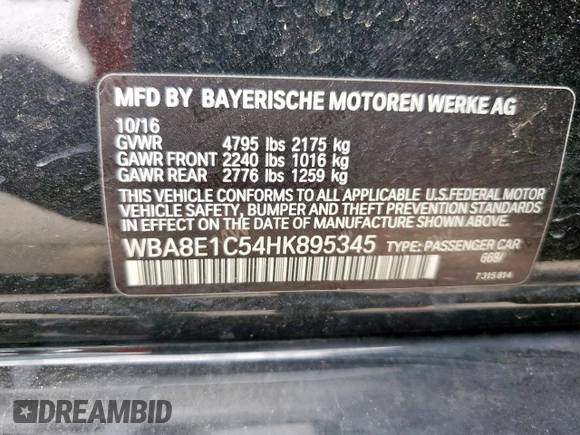 MFD BY BAYERISCHE MOTOREN WERKE AG
10/16
GVWR 4795 lbs 2175 kg
GAWR FRONT 2240 lbs 1016 kg
GAWR REAR 2776 lbs 1259 kg
THIS VEHICLE CONFORMS TO ALL APPLICABLE U.S.FEDERAL MOTOR
VEHICLE SAFETY, BUMPER AND THEFT PREVENTION STANDARDS
IN EFFECT ON THE DATE OF MANUFACTURE SHOWN ABOVE.
WBA8E1C54HK895345 TYPE: PASSENGER CAR
668/
7315814
DREAMBID